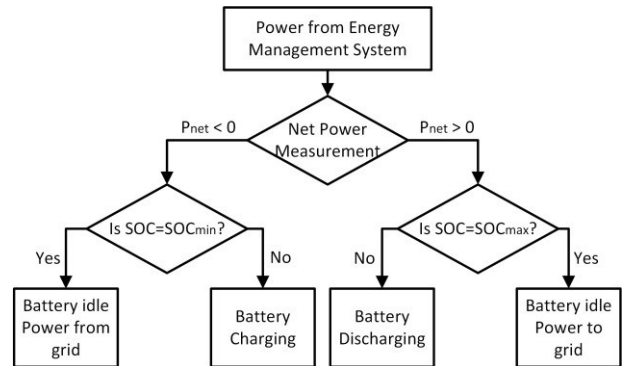 Power from Energy
Management System
Pnet < 0
Net Power
Measurement
Pnet > 0
Is SOC=SOCmin?
Is SOC=SOCmax?
Yes
No
No
Yes
Battery idle
Power from
grid
Battery
Charging
Battery
Discharging
Battery idle
Power to
grid